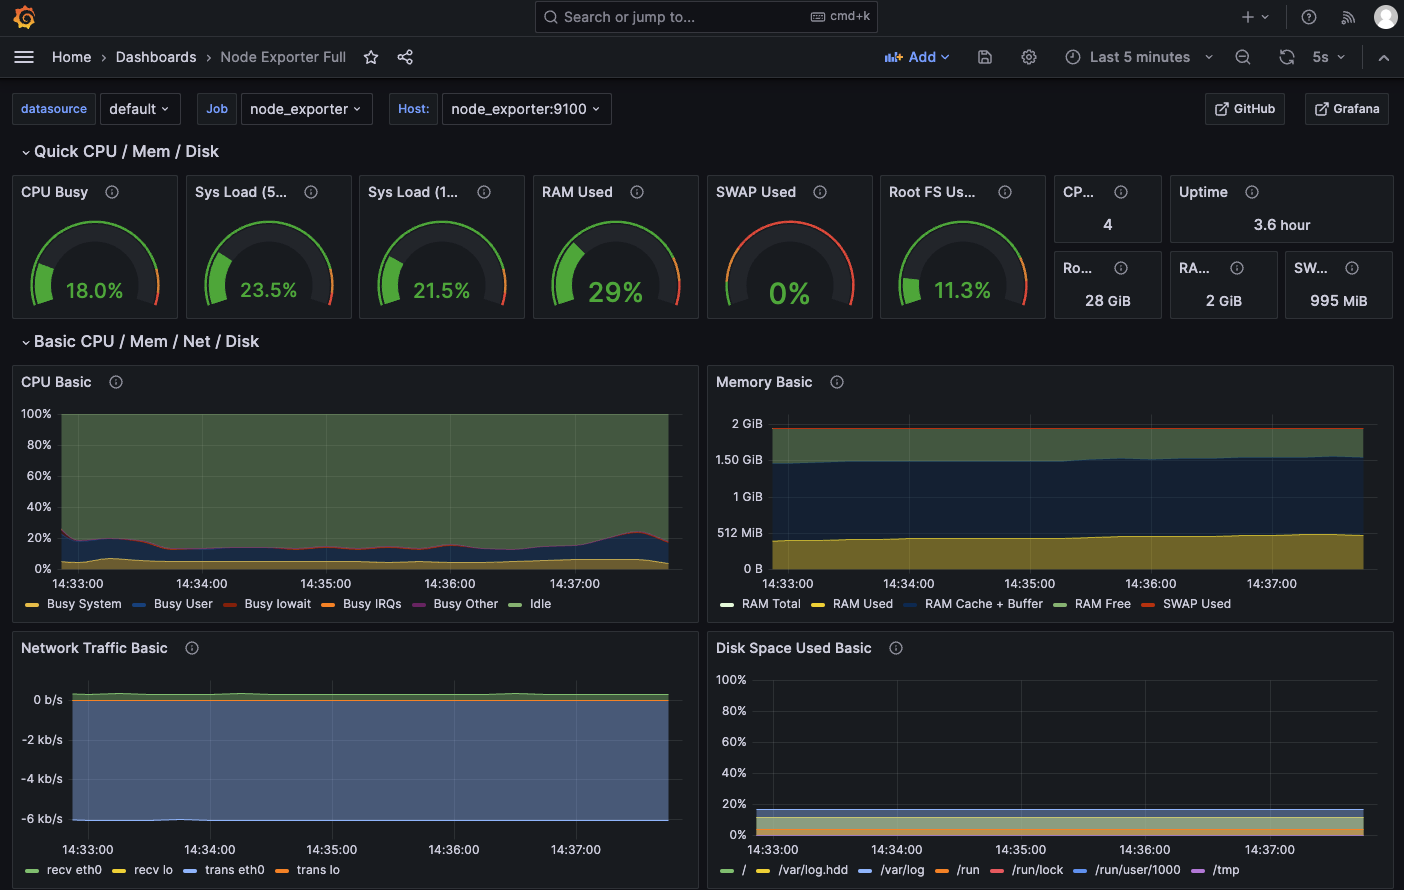 Search or jump to... cmd+k
Home › Dashboards › Node Exporter Full Add Last 5 minutes 5s
datasource default Job node_exporter Host: node_exporter:9100 GitHub Grafana
Quick CPU / Mem / Disk
CPU Busy Sys Load (5... Sys Load (1... RAM Used SWAP Used Root FS Us... CP... Uptime
4 3.6 hour
Ro... RA... SW...
18.0% 23.5% 21.5% 29% 0% 11.3% 28 GiB 2 GiB 995 MiB
Basic CPU / Mem / Net / Disk
CPU Basic
100%
80%
60%
40%
20%
0%
14:33:00 14:34:00 14:35:00 14:36:00 14:37:00
Busy System Busy User Busy Iowait Busy IRQs Busy Other Idle
Memory Basic
2 GiB
1.50 GiB
1 GiB
512 MiB
0 B
14:33:00 14:34:00 14:35:00 14:36:00 14:37:00
RAM Total RAM Used RAM Cache + Buffer RAM Free SWAP Used
Network Traffic Basic
0 b/s
-2 kb/s
-4 kb/s
-6 kb/s
14:33:00 14:34:00 14:35:00 14:36:00 14:37:00
recv eth0 recv lo trans eth0 trans lo
Disk Space Used Basic
100%
80%
60%
40%
20%
0%
14:33:00 14:34:00 14:35:00 14:36:00 14:37:00
/ /var/log.hdd /var/log /run /run/lock /run/user/1000 /tmp